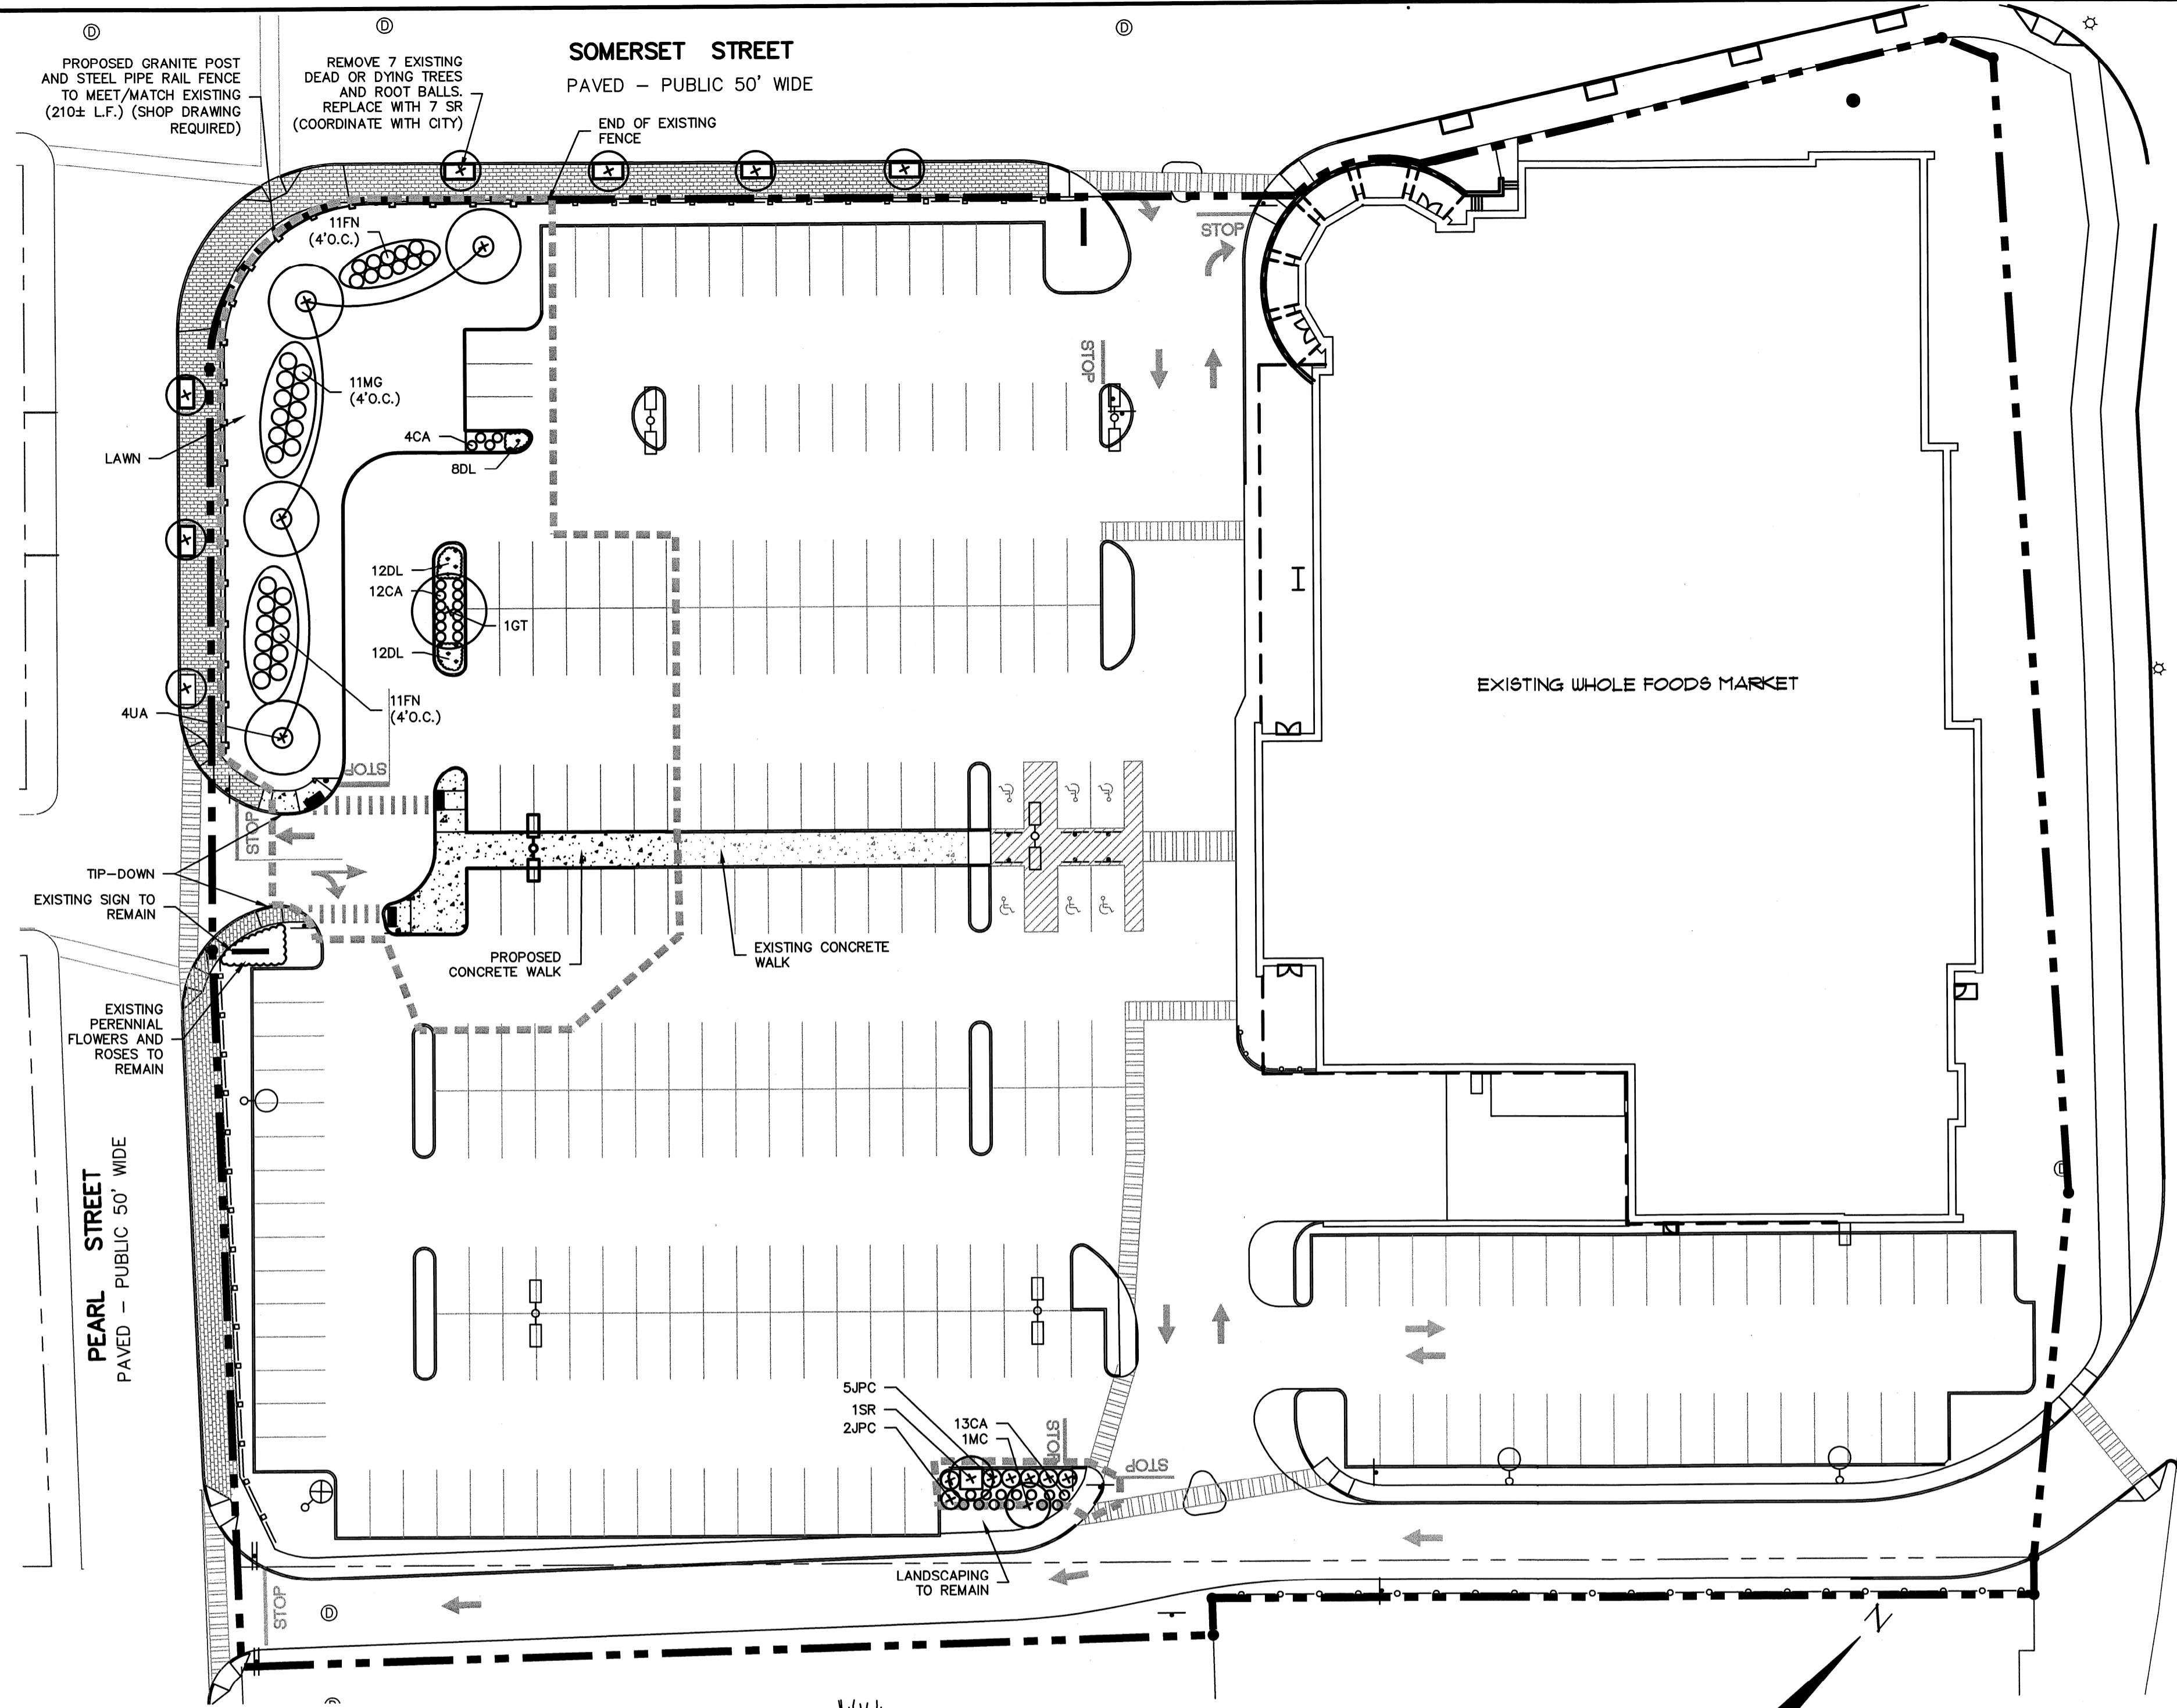 D
D
D
SOMERSET STREET
PAVED – PUBLIC 50' WIDE
PROPOSED GRANITE POST
AND STEEL PIPE RAIL FENCE
TO MEET/MATCH EXISTING
(210± L.F.) (SHOP DRAWING
REQUIRED)
REMOVE 7 EXISTING
DEAD OR DYING TREES
AND ROOT BALLS.
REPLACE WITH 7 SR
(COORDINATE WITH CITY)
END OF EXISTING
FENCE
11FN
(4'O.C.)
STOP
STOP
11MG
(4'O.C.)
LAWN
4CA
8DL
12DL
12CA
1GT
12DL
EXISTING WHOLE FOODS MARKET
11FN
(4'O.C.)
4UA
STOP
STOP
TIP-DOWN
EXISTING SIGN TO
REMAIN
PROPOSED
CONCRETE WALK
EXISTING CONCRETE
WALK
EXISTING
PERENNIAL
FLOWERS AND
ROSES TO
REMAIN
PEARL STREET
PAVED – PUBLIC 50' WIDE
D
5JPC
1SR
2JPC
13CA
1MC
STOP
STOP
LANDSCAPING
TO REMAIN
STOP
D
N